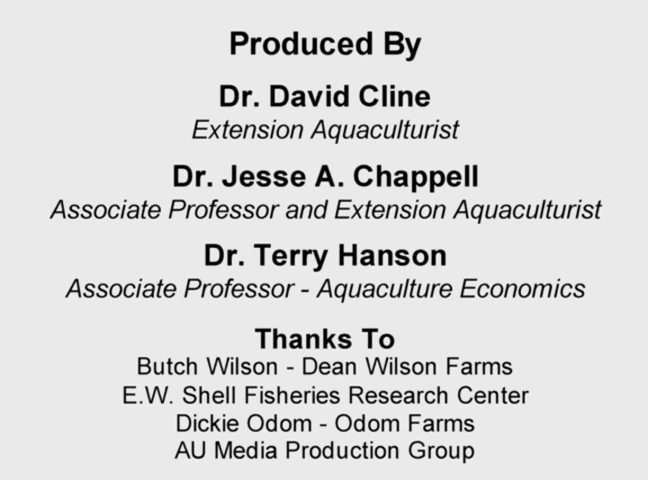 Produced By
Dr. David Cline
Extension Aquaculturist
Dr. Jesse A. Chappell
Associate Professor and Extension Aquaculturist
Dr. Terry Hanson
Associate Professor - Aquaculture Economics
Thanks To
Butch Wilson - Dean Wilson Farms
E.W. Shell Fisheries Research Center
Dickie Odom - Odom Farms
AU Media Production Group